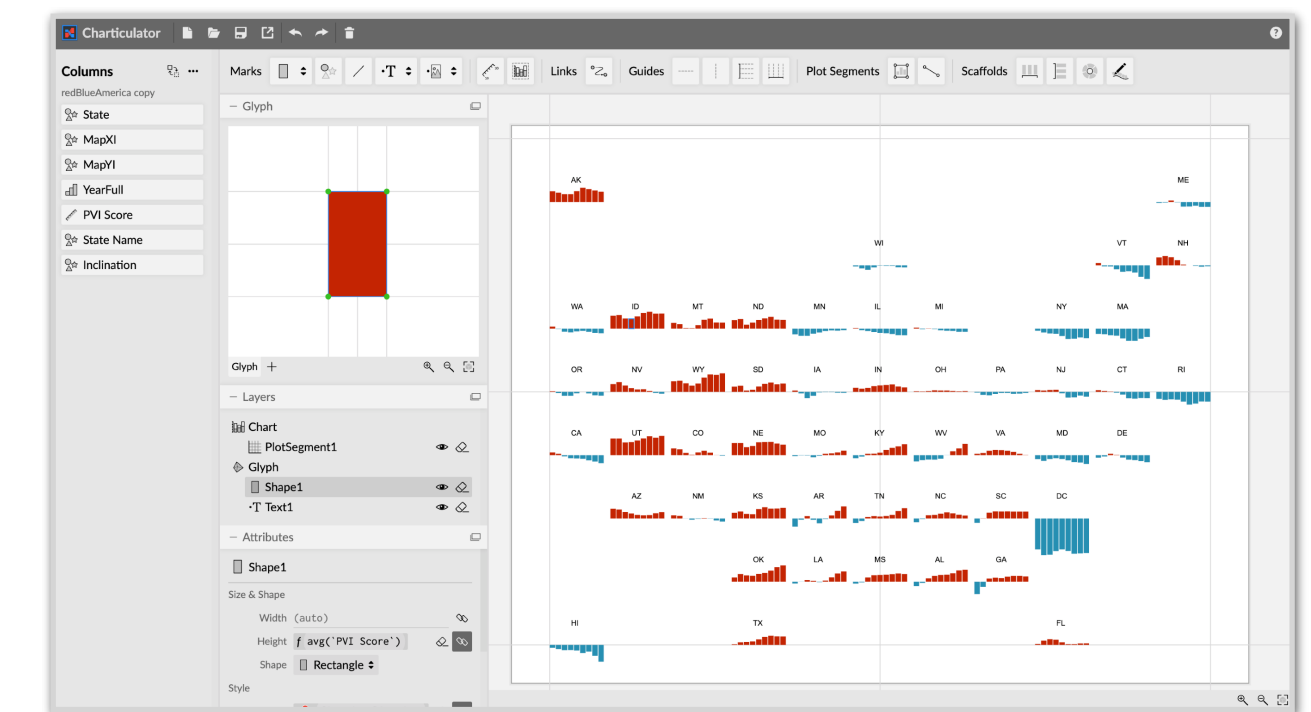 Charticulator
Columns
redBlueAmerica copy
State
MapXI
MapYI
YearFull
PVI Score
State Name
Inclination
Marks T Links Guides Plot Segments Scaffolds
Glyph
Glyph +
Layers
Chart
PlotSegment1
Glyph
Shape1
T Text1
Attributes
Shape1
Size & Shape
Width (auto)
Height f avg(`PVI Score`)
Shape Rectangle
Style
AK ME
WI VT NH
WA ID MT ND MN IL MI NY MA
OR NV WY SD IA IN OH PA NJ CT RI
CA UT CO NE MO KY WV VA MD DE
AZ NM KS AR TN NC SC DC
OK LA MS AL GA
HI TX FL